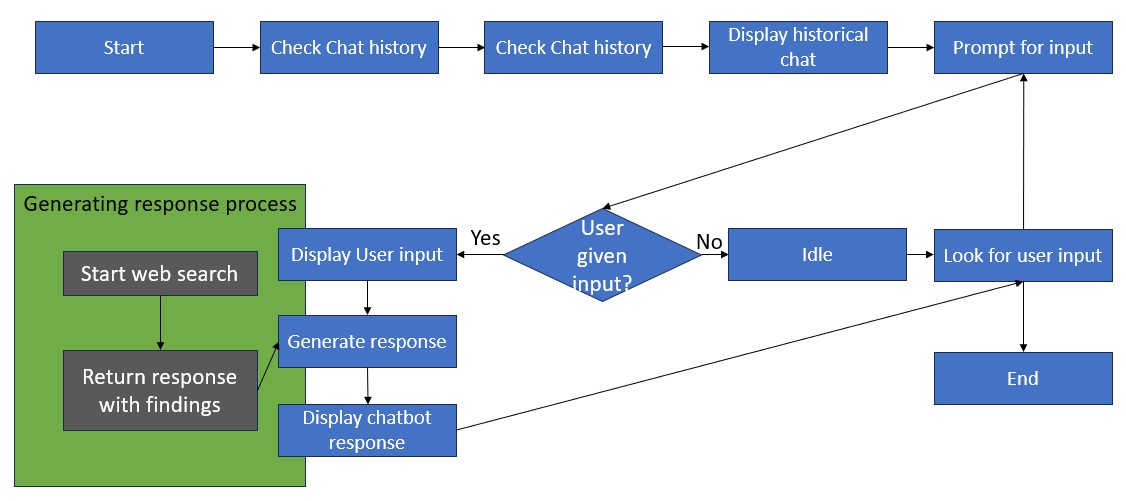 Start
Check Chat history
Check Chat history
Display historical
chat
Prompt for input
Generating response process
Start web search
Return response
with findings
Display User input
Generate response
Display chatbot
response
Yes
User
given
input?
No
Idle
Look for user input
End